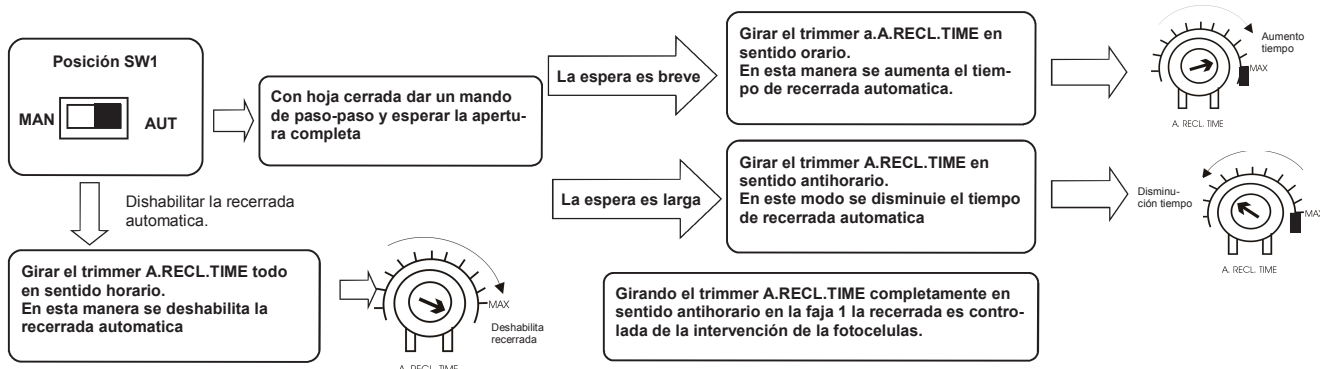 Posición SW1
MAN
AUT
Con hoja cerrada dar un mando
de paso-paso y esperar la apertu-
ra completa
La espera es breve
Girar el trimmer a.A.RECL.TIME en
sentido orario.
En esta manera se aumenta el tiem-
po de recerrada automatica.
Aumento
tiempo
MAX
A. RECL. TIME
La espera es larga
Girar el trimmer A.RECL.TIME en
sentido antihorario.
En este modo se disminuie el tiempo
de recerrada automatica
Disminu-
ción tiempo
MAX
A. RECL. TIME
Dishabilitar la recerrada
automatica.
Girar el trimmer A.RECL.TIME todo
en sentido horario.
En esta manera se deshabilita la
recerrada automatica
MAX
Deshabilita
recerrada
A. RECL. TIME
Girando el trimmer A.RECL.TIME completamente en
sentido antihorario en la faja 1 la recerrada es contro-
lada de la intervención de la fotocelulas.